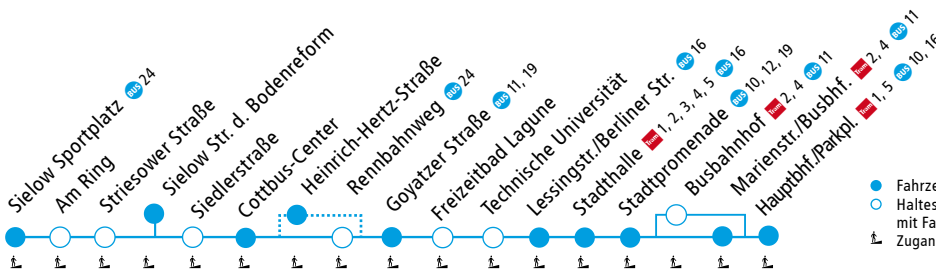 Sielow Sportplatz BUS 24
Am Ring
Striesower Straße
Sielow Str. d. Bodenreform
Siedlerstraße
Cottbus-Center
Heinrich-Hertz-Straße
Rennbahnweg BUS 24
Goyatzer Straße BUS 11, 19
Freizeitbad Lagune
Technische Universität
Lessingstr./Berliner Str. BUS 16
Stadthalle Tram 1, 2, 3, 4, 5 BUS 16
Stadtpromenade BUS 10, 12, 19
Busbahnhof Tram 2, 4 BUS 11
Marienstr./Busbhf. Tram 2, 4 BUS 11
Hauptbhf./Parkpl. Tram 1, 5 BUS 10, 16
Fahrze
Haltes
mit Fa
Zugan